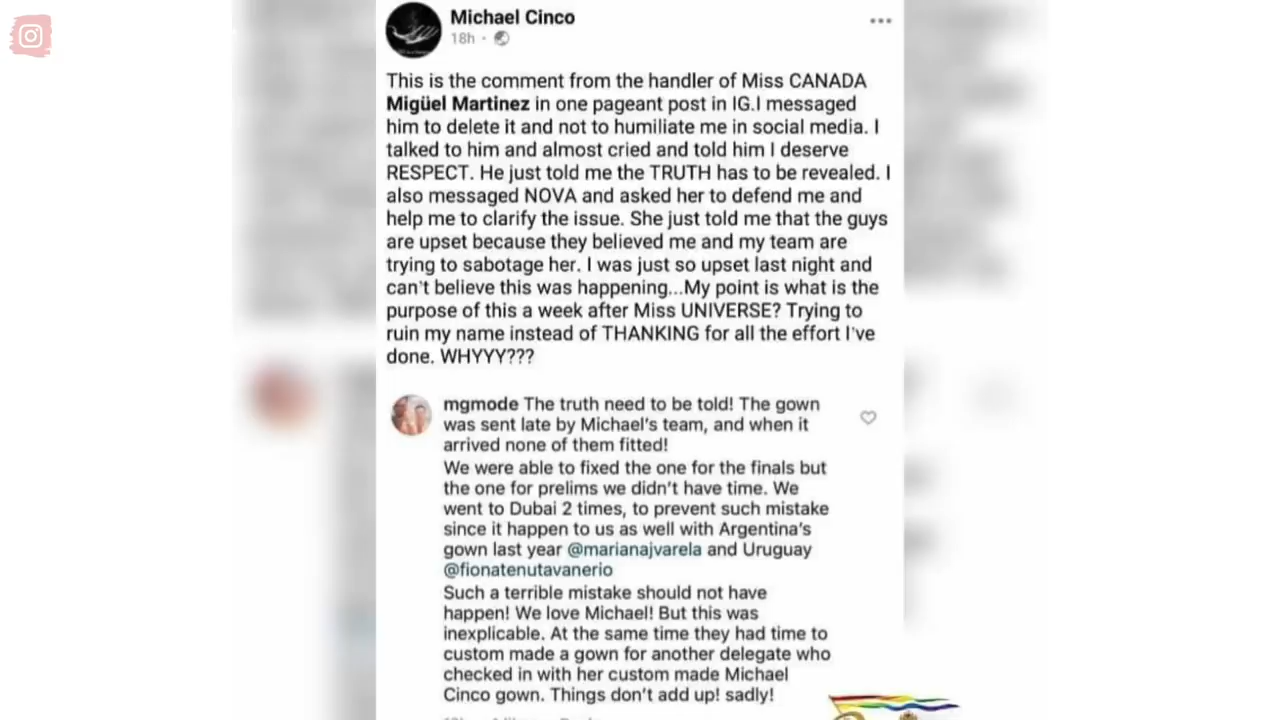 Michael Cinco
18h
This is the comment from the handler of Miss CANADA
Migüel Martinez in one pageant post in IG.I messaged
him to delete it and not to humiliate me in social media. I
talked to him and almost cried and told him I deserve
RESPECT. He just told me the TRUTH has to be revealed. I
also messaged NOVA and asked her to defend me and
help me to clarify the issue. She just told me that the guys
are upset because they believed me and my team are
trying to sabotage her. I was just so upset last night and
can't believe this was happening...My point is what is the
purpose of this a week after Miss UNIVERSE? Trying to
ruin my name instead of THANKING for all the effort I've
done. WHYYY???
mgmode The truth need to be told! The gown
was sent late by Michael's team, and when it
arrived none of them fitted!
We were able to fixed the one for the finals but
the one for prelims we didn't have time. We
went to Dubai 2 times, to prevent such mistake
since it happen to us as well with Argentina's
gown last year @marianajvarela and Uruguay
@fionatenutavanerio
Such a terrible mistake should not have
happen! We love Michael! But this was
inexplicable. At the same time they had time to
custom made a gown for another delegate who
checked in with her custom made Michael
Cinco gown. Things don't add up! sadly!